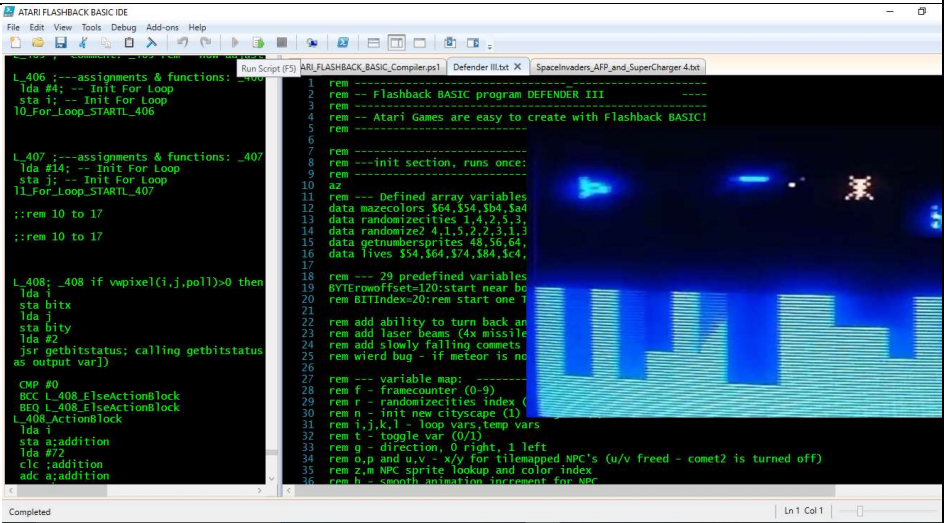 ATARI FLASHBACK BASIC IDE
File Edit View Tools Debug Add-ons Help
Run Script (F5)
ARI_FLASHBACK_BASIC_Compiler.ps1 Defender III.txt X SpaceInvaders_AFP_and_SuperCharger 4.txt
L_406 ;---assignments & functions: _406
lda #4; -- Init For Loop
sta i; -- Init For Loop
l0_For_Loop_STARTL_406
L_407 ;---assignments & functions: _407
lda #14; -- Init For Loop
sta j; -- Init For Loop
l1_For_Loop_STARTL_407
;:rem 10 to 17
;:rem 10 to 17
L_408; _408 if vwpixel(i,j,poll)>0 then
lda i
sta bitx
lda j
sta bity
lda #2
jsr getbitstatus; calling getbitstatus
as output var])
CMP #0
BCC L_408_ElseActionBlock
BEQ L_408_ElseActionBlock
L_408_ActionBlock
lda i
sta a;addition
lda #72
clc ;addition
adc a;addition
1 rem ----------------------------------------------------
2 rem -- Flashback BASIC program DEFENDER III ----
3 rem ----------------------------------------------------
4 rem -- Atari Games are easy to create with Flashback BASIC!
5 rem -------------------------
6
7 rem -------------------------
8 rem ---init section, runs once:
9 rem -------------------------
10 az
11 rem --- Defined array variables
12 data mazecolors $64,$54,$b4,$a4
13 data randomizecities 1,4,2,5,3,
14 data randomize2 4,1,5,2,2,3,1,3
15 data getnumbersprites 48,56,64,
16 data lives $54,$64,$74,$84,$c4,
17
18 rem --- 29 predefined variables
19 BYTErowoffset=120:rem start near bo
20 rem BITIndex=20:rem start one T
21
22 rem add ability to turn back an
23 rem add laser beams (4x missile
24 rem add slowly falling commets
25 rem wierd bug - if meteor is no
26
27 rem --- variable map: --------
28 rem f - framecounter (0-9)
29 rem r - randomizecities index (
30 rem n - init new cityscape (1)
31 rem i,j,k,l - loop vars,temp vars
32 rem t - toggle var (0/1)
33 rem g - direction, 0 right, 1 left
34 rem o,p and u,v - x/y for tilemapped NPC's (u/v freed - comet2 is turned off)
35 rem z,m NPC sprite lookup and color index
36 rem h - smooth animation increment for NPC
Completed
Ln 1 Col 1